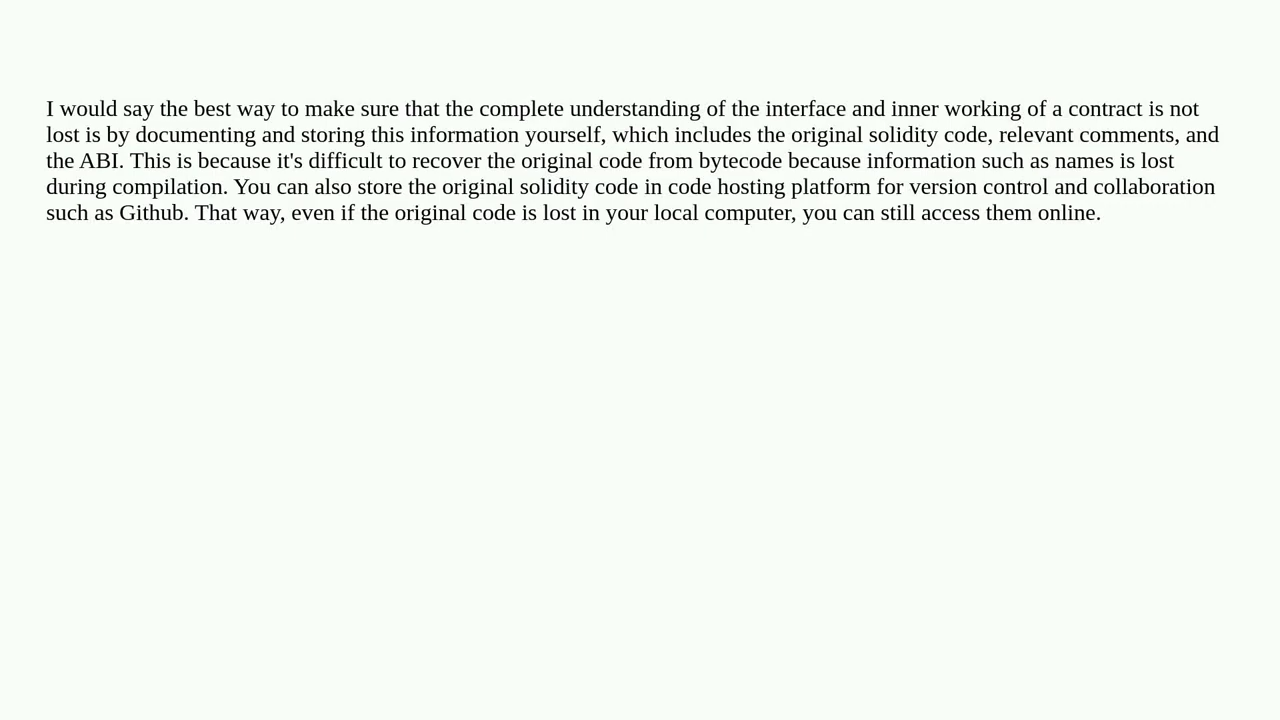 I would say the best way to make sure that the complete understanding of the interface and inner working of a contract is not
lost is by documenting and storing this information yourself, which includes the original solidity code, relevant comments, and
the ABI. This is because it's difficult to recover the original code from bytecode because information such as names is lost
during compilation. You can also store the original solidity code in code hosting platform for version control and collaboration
such as Github. That way, even if the original code is lost in your local computer, you can still access them online.